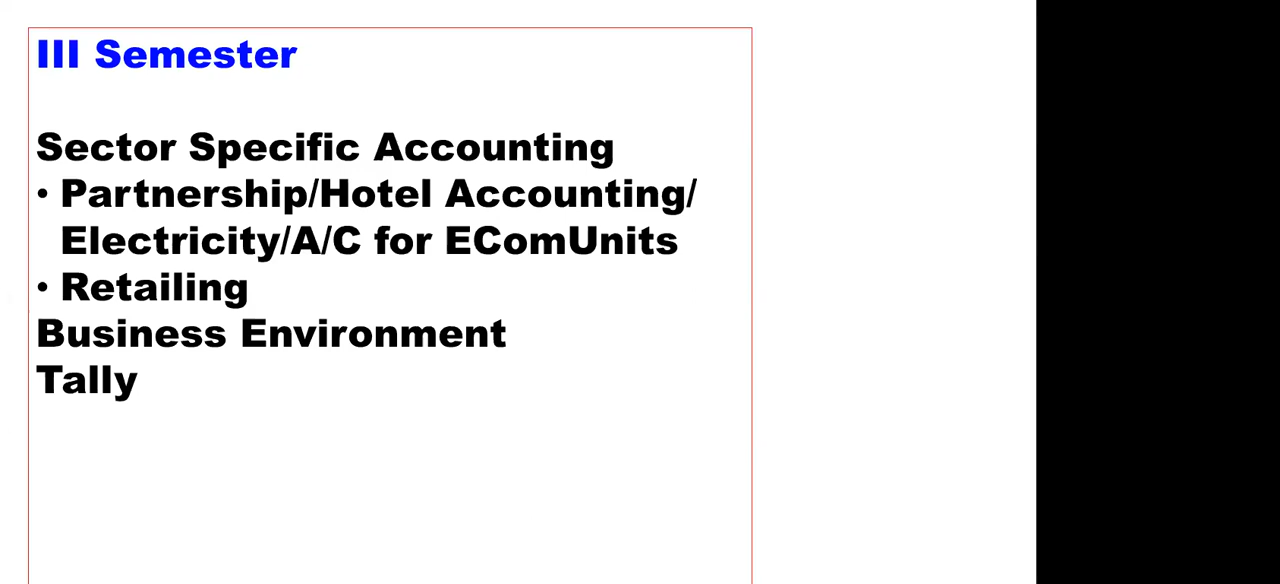 III Semester
Sector Specific Accounting
• Partnership/Hotel Accounting/
Electricity/A/C for EComUnits
• Retailing
Business Environment
Tally